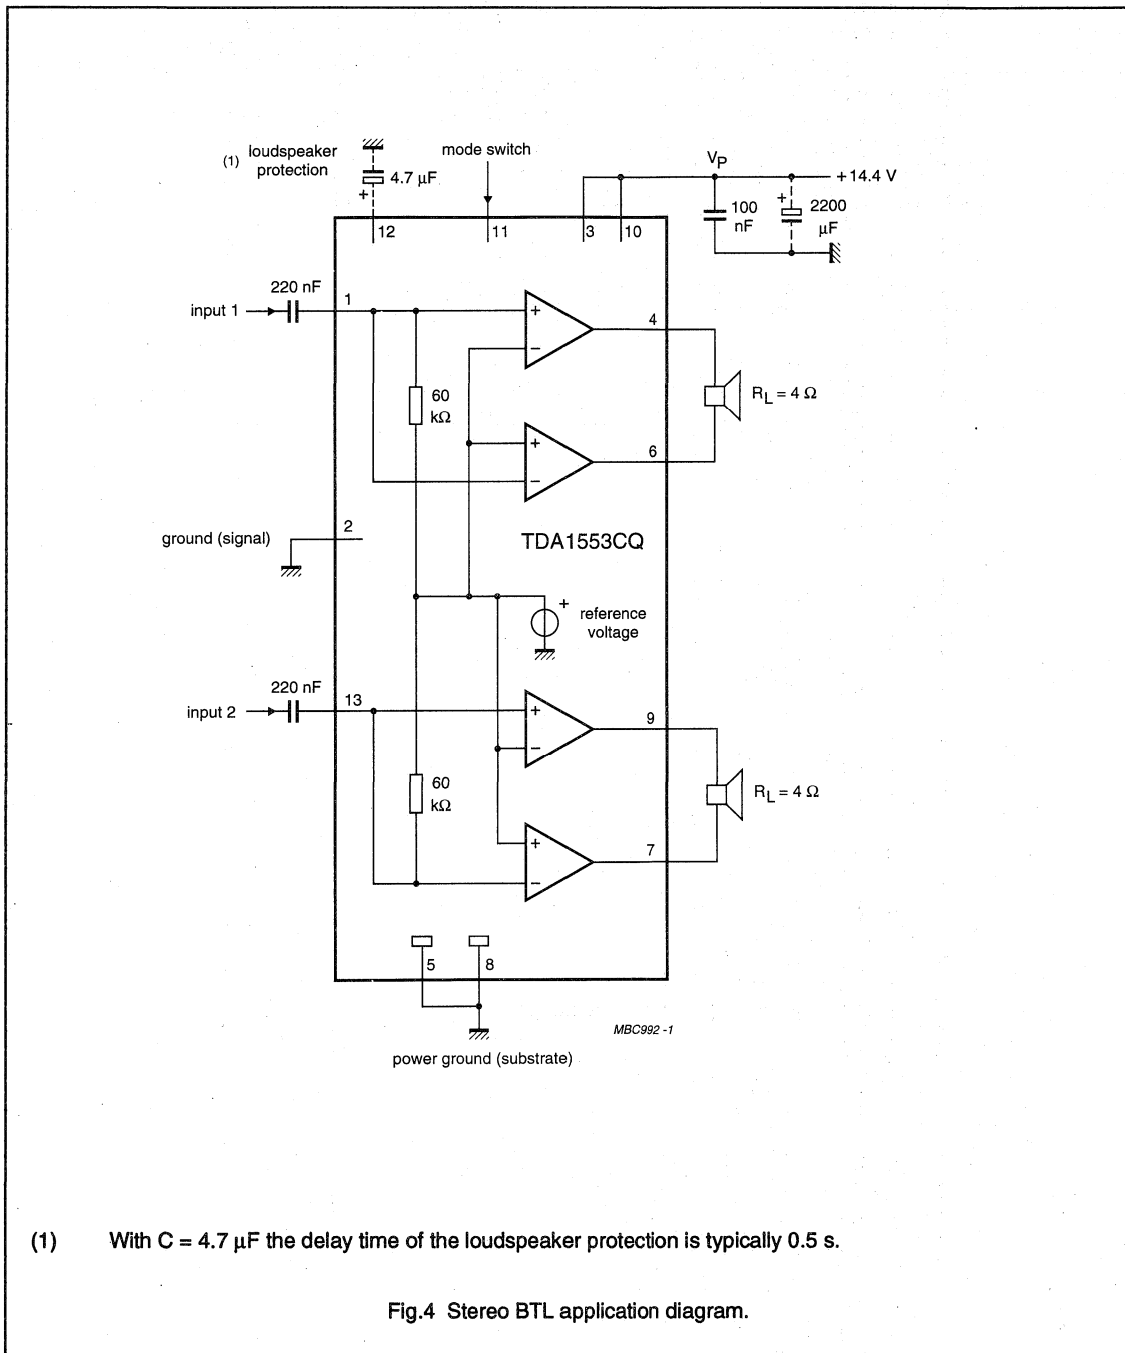 (1) loudspeaker protection
4.7 µF
+
mode switch
VP
+ 14.4 V
100 nF
+
2200 µF
12
11
3
10
220 nF
input 1
1
+
−
4
60 kΩ
RL = 4 Ω
+
−
6
2
ground (signal)
TDA1553CQ
+
reference voltage
220 nF
input 2
13
+
−
9
60 kΩ
RL = 4 Ω
+
−
7
5
8
MBC992 -1
power ground (substrate)
(1) With C = 4.7 µF the delay time of the loudspeaker protection is typically 0.5 s.
Fig.4 Stereo BTL application diagram.